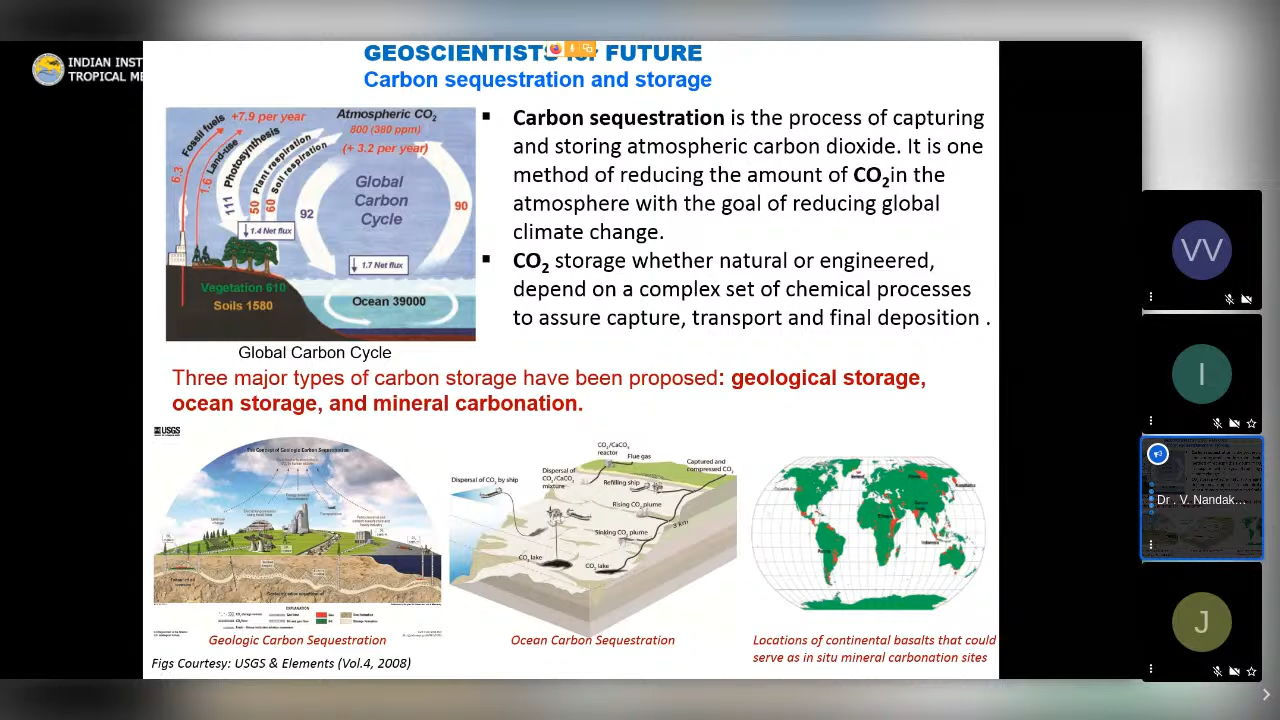 GEOSCIENTISTS for FUTURE
INDIAN INST
TROPICAL ME
Carbon sequestration and storage
Fossil fuels
+7.9 per year
Atmospheric CO2
800 (380 ppm)
(+ 3.2 per year)
6.3
Land-use
1.6
Photosynthesis
111
Plant respiration
50
Soil respiration
60
92
Global
Carbon
Cycle
90
1.4 Net flux
1.7 Net flux
Vegetation 610
Soils 1580
Ocean 39000
Global Carbon Cycle
▪ Carbon sequestration is the process of capturing
and storing atmospheric carbon dioxide. It is one
method of reducing the amount of CO2in the
atmosphere with the goal of reducing global
climate change.
▪ CO2 storage whether natural or engineered,
depend on a complex set of chemical processes
to assure capture, transport and final deposition .
Three major types of carbon storage have been proposed: geological storage,
ocean storage, and mineral carbonation.
USGS
The Concept of Geologic Carbon Sequestration
EXPLANATION
Geologic Carbon Sequestration
CO2/CaCO3
reactor
Flue gas
Captured and
compressed CO2
Dispersal of
CO2/CaCO3
mixture
Dispersal of CO2 by ship
Refilling ship
Rising CO2 plume
Sinking CO2 plume
3 km
CO2 lake
CO2 lake
Ocean Carbon Sequestration
Locations of continental basalts that could
serve as in situ mineral carbonation sites
Figs Courtesy: USGS & Elements (Vol.4, 2008)
VV
I
Dr . V. Nandak...
J